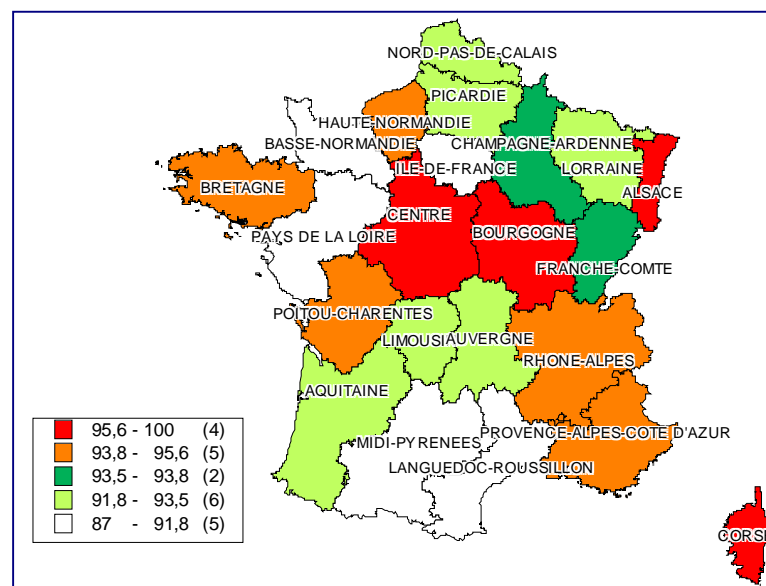 NORD-PAS-DE-CALAIS
PICARDIE
HAUTE-NORMANDIE
BASSE-NORMANDIE
CHAMPAGNE-ARDENNE
ILE-DE-FRANCE
LORRAINE
ALSACE
BRETAGNE
CENTRE
PAYS DE LA LOIRE
BOURGOGNE
FRANCHE-COMTE
POITOU-CHARENTES
LIMOUSI
AUVERGNE
RHONE-ALPES
AQUITAINE
PROVENCE-ALPES-COTE D'AZUR
MIDI-PYRENEES
LANGUEDOC-ROUSSILLON
CORSE
95,6 - 100 (4)
93,8 - 95,6 (5)
93,5 - 93,8 (2)
91,8 - 93,5 (6)
87 - 91,8 (5)